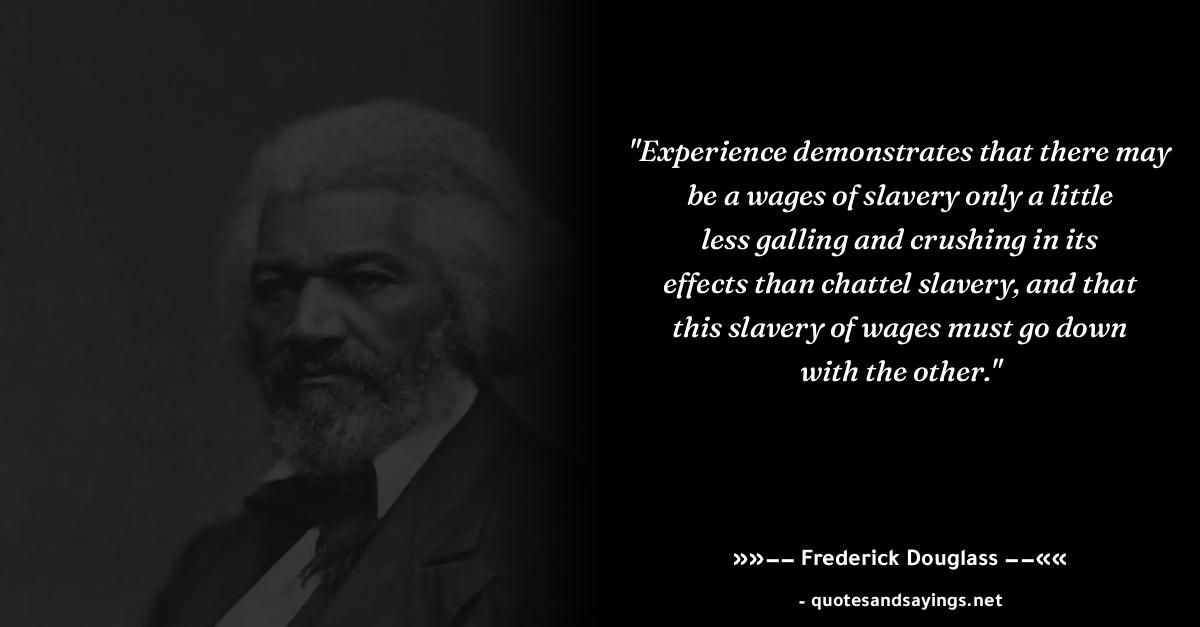 "Experience demonstrates that there may
be a wages of slavery only a little
less galling and crushing in its
effects than chattel slavery, and that
this slavery of wages must go down
with the other."
»»–– Frederick Douglass ––««
- quotesandsayings.net